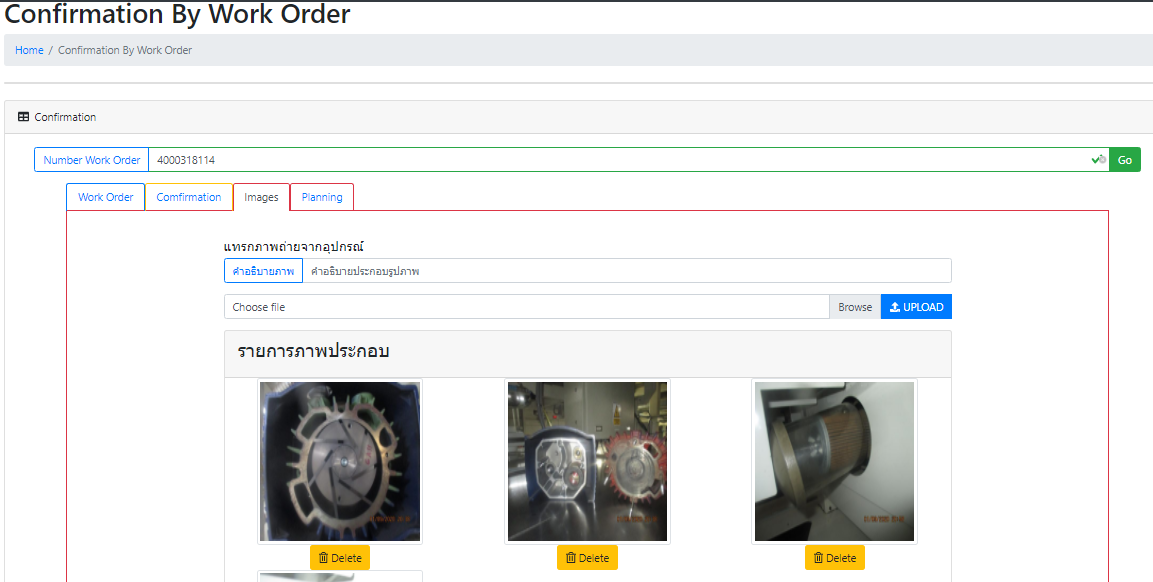 Confirmation By Work Order
Home / Confirmation By Work Order
Confirmation
Number Work Order 4000318114 Go
Work Order Comfirmation Images Planning
แทรกภาพถ่ายจากอุปกรณ์
คำอธิบายภาพ คำอธิบายประกอบรูปภาพ
Choose file Browse UPLOAD
รายการภาพประกอบ
Delete Delete Delete